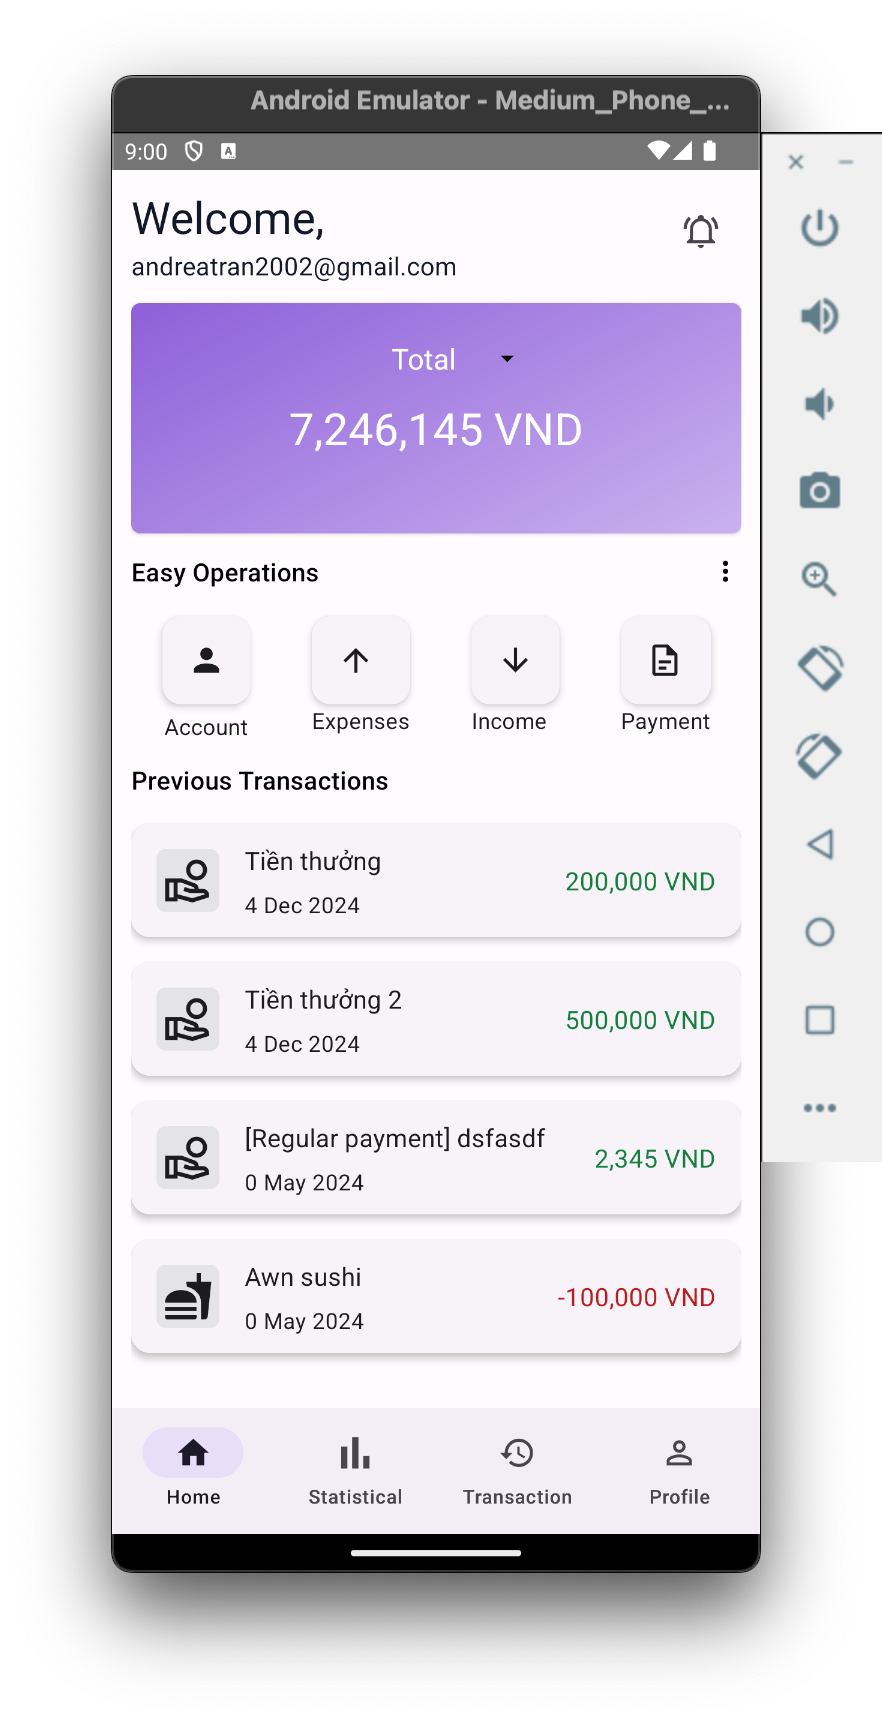 Android Emulator - Medium_Phone_...
9:00
A
Welcome,
andreatran2002@gmail.com
Total
7,246,145 VND
Easy Operations
Account
Expenses
Income
Payment
Previous Transactions
Tiền thưởng
200,000 VND
4 Dec 2024
Tiền thưởng 2
500,000 VND
4 Dec 2024
[Regular payment] dsfasdf
2,345 VND
0 May 2024
Awn sushi
-100,000 VND
0 May 2024
Home
Statistical
Transaction
Profile